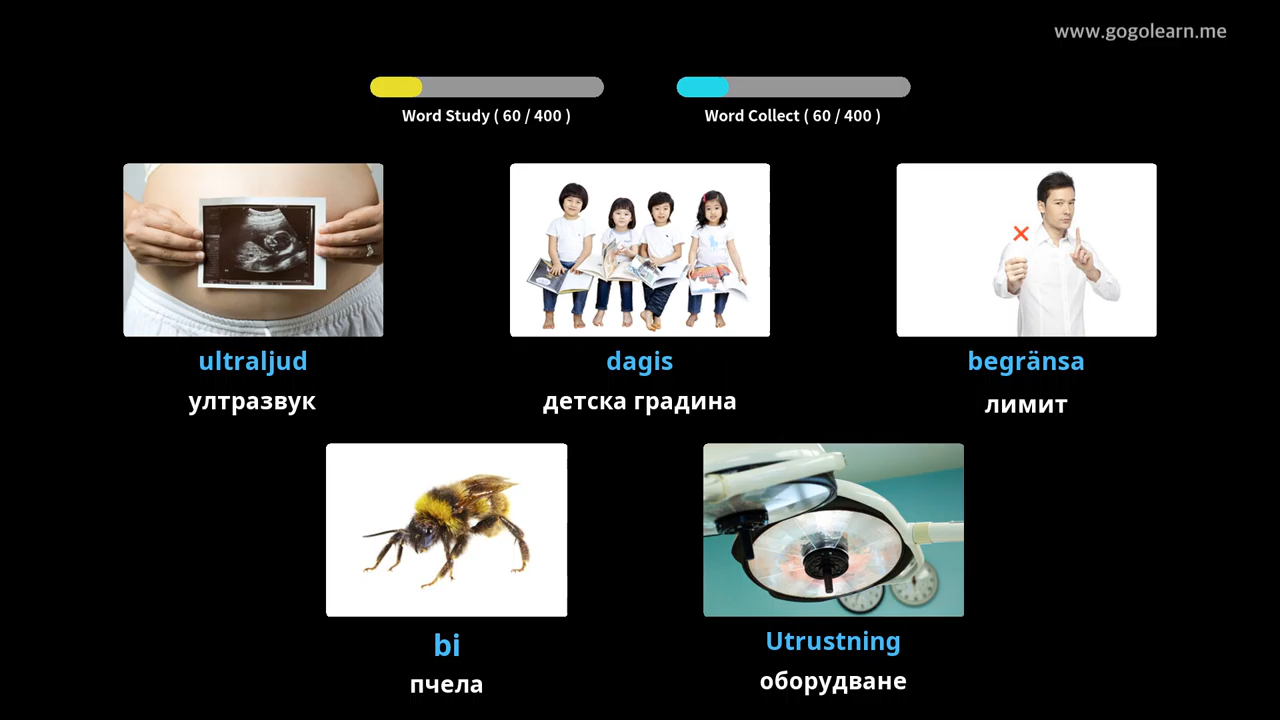 www.gogolearn.me
Word Study ( 60 / 400 )
Word Collect ( 60 / 400 )
ultraljud
ултразвук
dagis
детска градина
begränsa
лимит
bi
пчела
Utrustning
оборудване